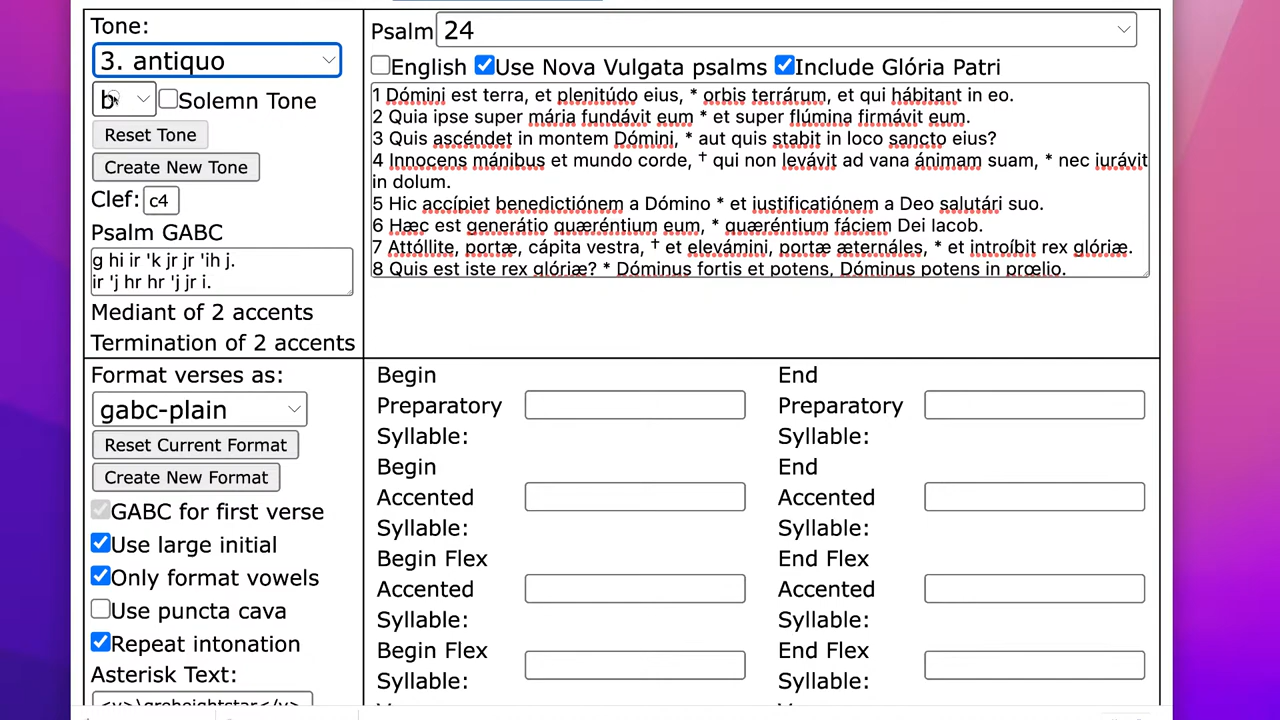 Tone:
3. antiquo
b
Solemn Tone
Reset Tone
Create New Tone
Clef: c4
Psalm GABC
g hi ir 'k jr jr 'ih j.
ir 'j hr hr 'j jr i.
Mediant of 2 accents
Termination of 2 accents
Psalm 24
English Use Nova Vulgata psalms Include Glória Patri
1 Dómini est terra, et plenitúdo eius, * orbis terrárum, et qui hábitant in eo.
2 Quia ipse super mária fundávit eum * et super flúmina firmávit eum.
3 Quis ascéndet in montem Dómini, * aut quis stabit in loco sancto eius?
4 Innocens mánibus et mundo corde, † qui non levávit ad vana ánimam suam, * nec iurávit
in dolum.
5 Hic accípiet benedictiónem a Dómino * et iustificatiónem a Deo salutári suo.
6 Hæc est generátio quæréntium eum, * quæréntium fáciem Dei Iacob.
7 Attóllite, portæ, cápita vestra, † et elevámini, portæ æternáles, * et introíbit rex glóriæ.
8 Quis est iste rex glóriæ? * Dóminus fortis et potens, Dóminus potens in prœlio.
Format verses as:
gabc-plain
Reset Current Format
Create New Format
GABC for first verse
Use large initial
Only format vowels
Use puncta cava
Repeat intonation
Asterisk Text:
<v>\greheightstar</v>
Begin
Preparatory
Syllable:
End
Preparatory
Syllable:
Begin
Accented
Syllable:
End
Accented
Syllable:
Begin Flex
Accented
Syllable:
End Flex
Accented
Syllable:
Begin Flex
Syllable:
End Flex
Syllable: